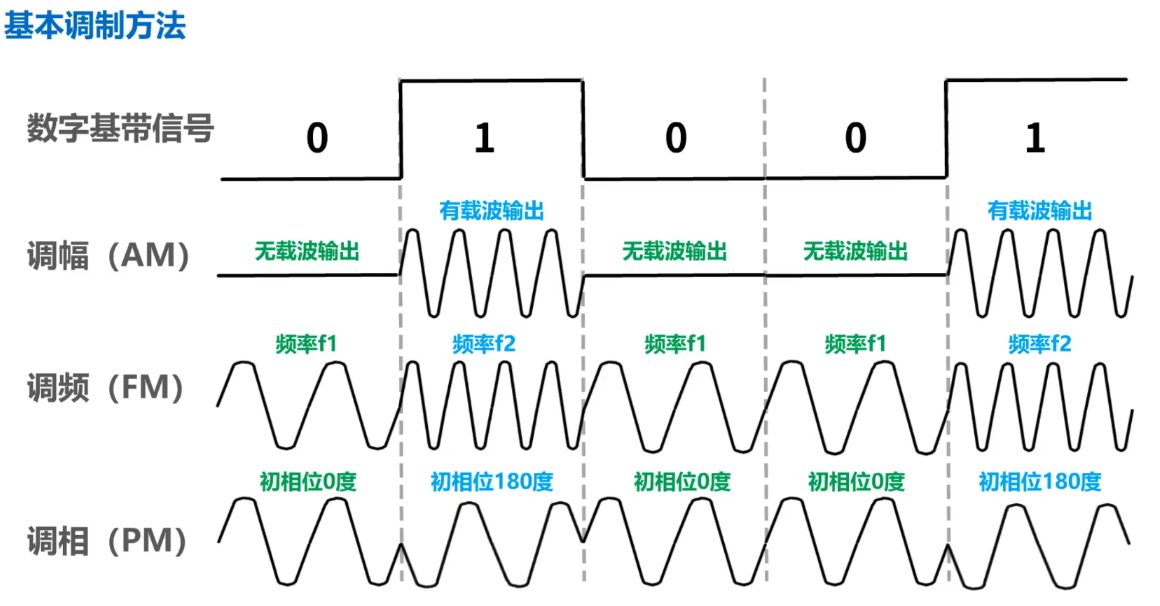 基本调制方法
数字基带信号
0 1 0 0 1
有载波输出 有载波输出
调幅（AM） 无载波输出 无载波输出 无载波输出
频率f1 频率f2 频率f1 频率f1 频率f2
调频（FM）
初相位0度 初相位180度 初相位0度 初相位0度 初相位180度
调相（PM）